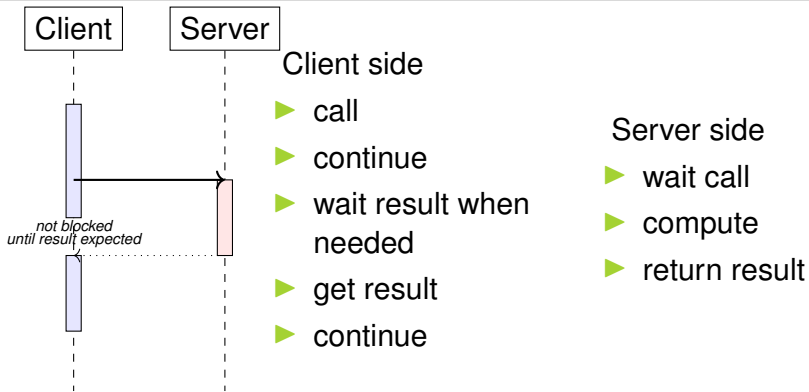 Client
Server
not blocked
until result expected
Client side
call
continue
wait result when
needed
get result
continue
Server side
wait call
compute
return result